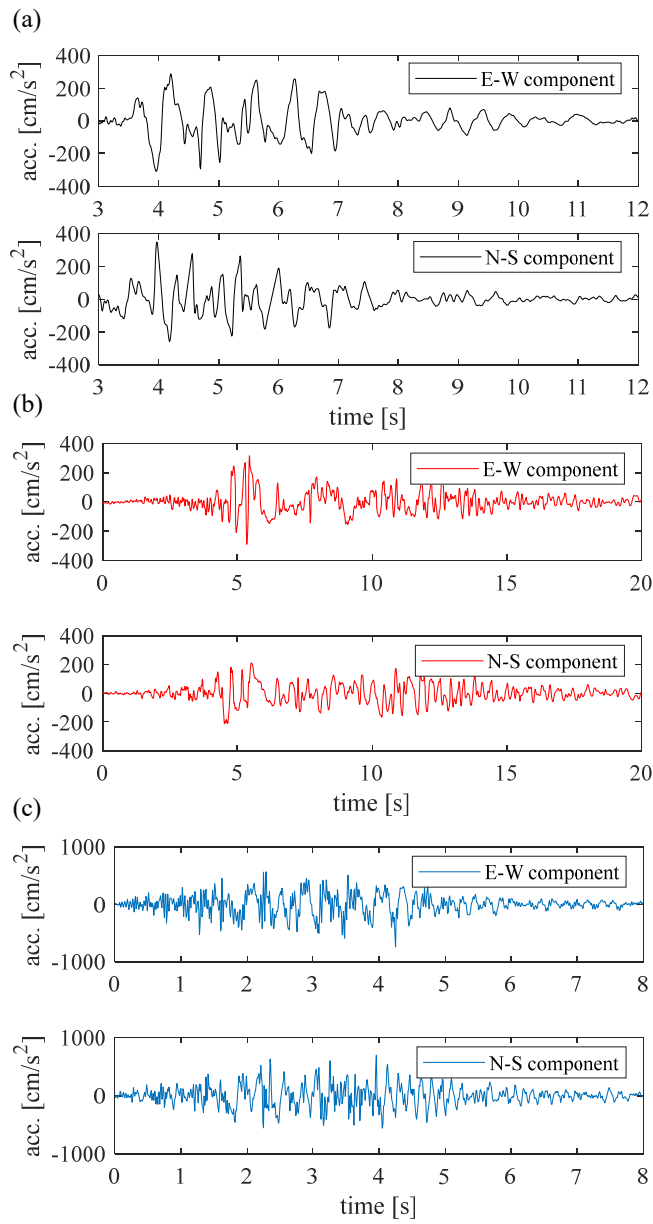 (a)
400
200
0
-200
-400
acc. [cm/s²]
E-W component
3 4 5 6 7 8 9 10 11 12
400
200
0
-200
-400
acc. [cm/s²]
N-S component
3 4 5 6 7 8 9 10 11 12
time [s]
(b)
400
200
0
-200
-400
acc. [cm/s²]
E-W component
0 5 10 15 20
400
200
0
-200
-400
acc. [cm/s²]
N-S component
0 5 10 15 20
time [s]
(c)
1000
0
-1000
acc. [cm/s²]
E-W component
0 1 2 3 4 5 6 7 8
1000
0
-1000
acc. [cm/s²]
N-S component
0 1 2 3 4 5 6 7 8
time [s]